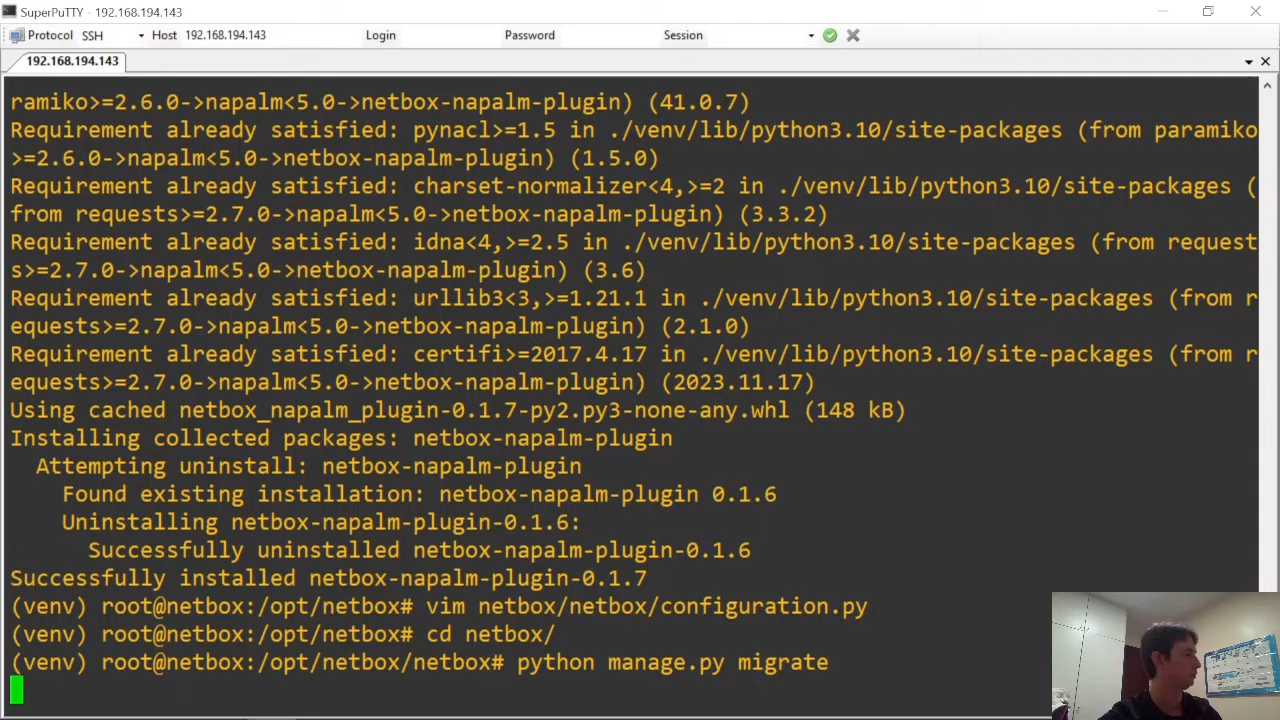 SuperPuTTY - 192.168.194.143
Protocol SSH Host 192.168.194.143 Login Password Session
192.168.194.143
ramiko>=2.6.0->napalm<5.0->netbox-napalm-plugin) (41.0.7)
Requirement already satisfied: pynacl>=1.5 in ./venv/lib/python3.10/site-packages (from paramiko
>=2.6.0->napalm<5.0->netbox-napalm-plugin) (1.5.0)
Requirement already satisfied: charset-normalizer<4,>=2 in ./venv/lib/python3.10/site-packages (
from requests>=2.7.0->napalm<5.0->netbox-napalm-plugin) (3.3.2)
Requirement already satisfied: idna<4,>=2.5 in ./venv/lib/python3.10/site-packages (from request
s>=2.7.0->napalm<5.0->netbox-napalm-plugin) (3.6)
Requirement already satisfied: urllib3<3,>=1.21.1 in ./venv/lib/python3.10/site-packages (from r
equests>=2.7.0->napalm<5.0->netbox-napalm-plugin) (2.1.0)
Requirement already satisfied: certifi>=2017.4.17 in ./venv/lib/python3.10/site-packages (from r
equests>=2.7.0->napalm<5.0->netbox-napalm-plugin) (2023.11.17)
Using cached netbox_napalm_plugin-0.1.7-py2.py3-none-any.whl (148 kB)
Installing collected packages: netbox-napalm-plugin
  Attempting uninstall: netbox-napalm-plugin
    Found existing installation: netbox-napalm-plugin 0.1.6
    Uninstalling netbox-napalm-plugin-0.1.6:
      Successfully uninstalled netbox-napalm-plugin-0.1.6
Successfully installed netbox-napalm-plugin-0.1.7
(venv) root@netbox:/opt/netbox# vim netbox/netbox/configuration.py
(venv) root@netbox:/opt/netbox# cd netbox/
(venv) root@netbox:/opt/netbox/netbox# python manage.py migrate